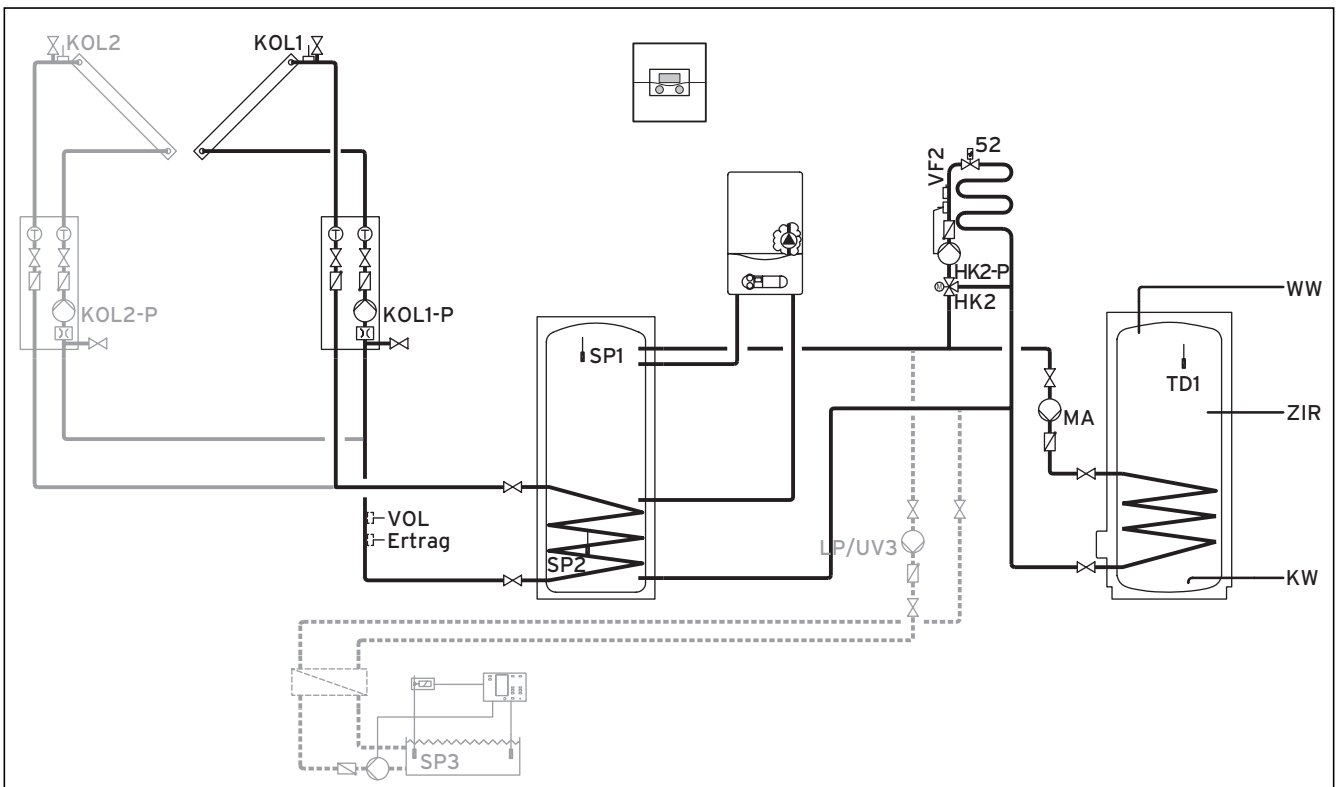 KOL2
KOL1
52
VF2
KOL2-P
KOL1-P
HK2-P
HK2
WW
SP1
TD1
ZIR
MA
VOL
Ertrag
LP/UV3
SP2
KW
SP3
T
T
T
T
M